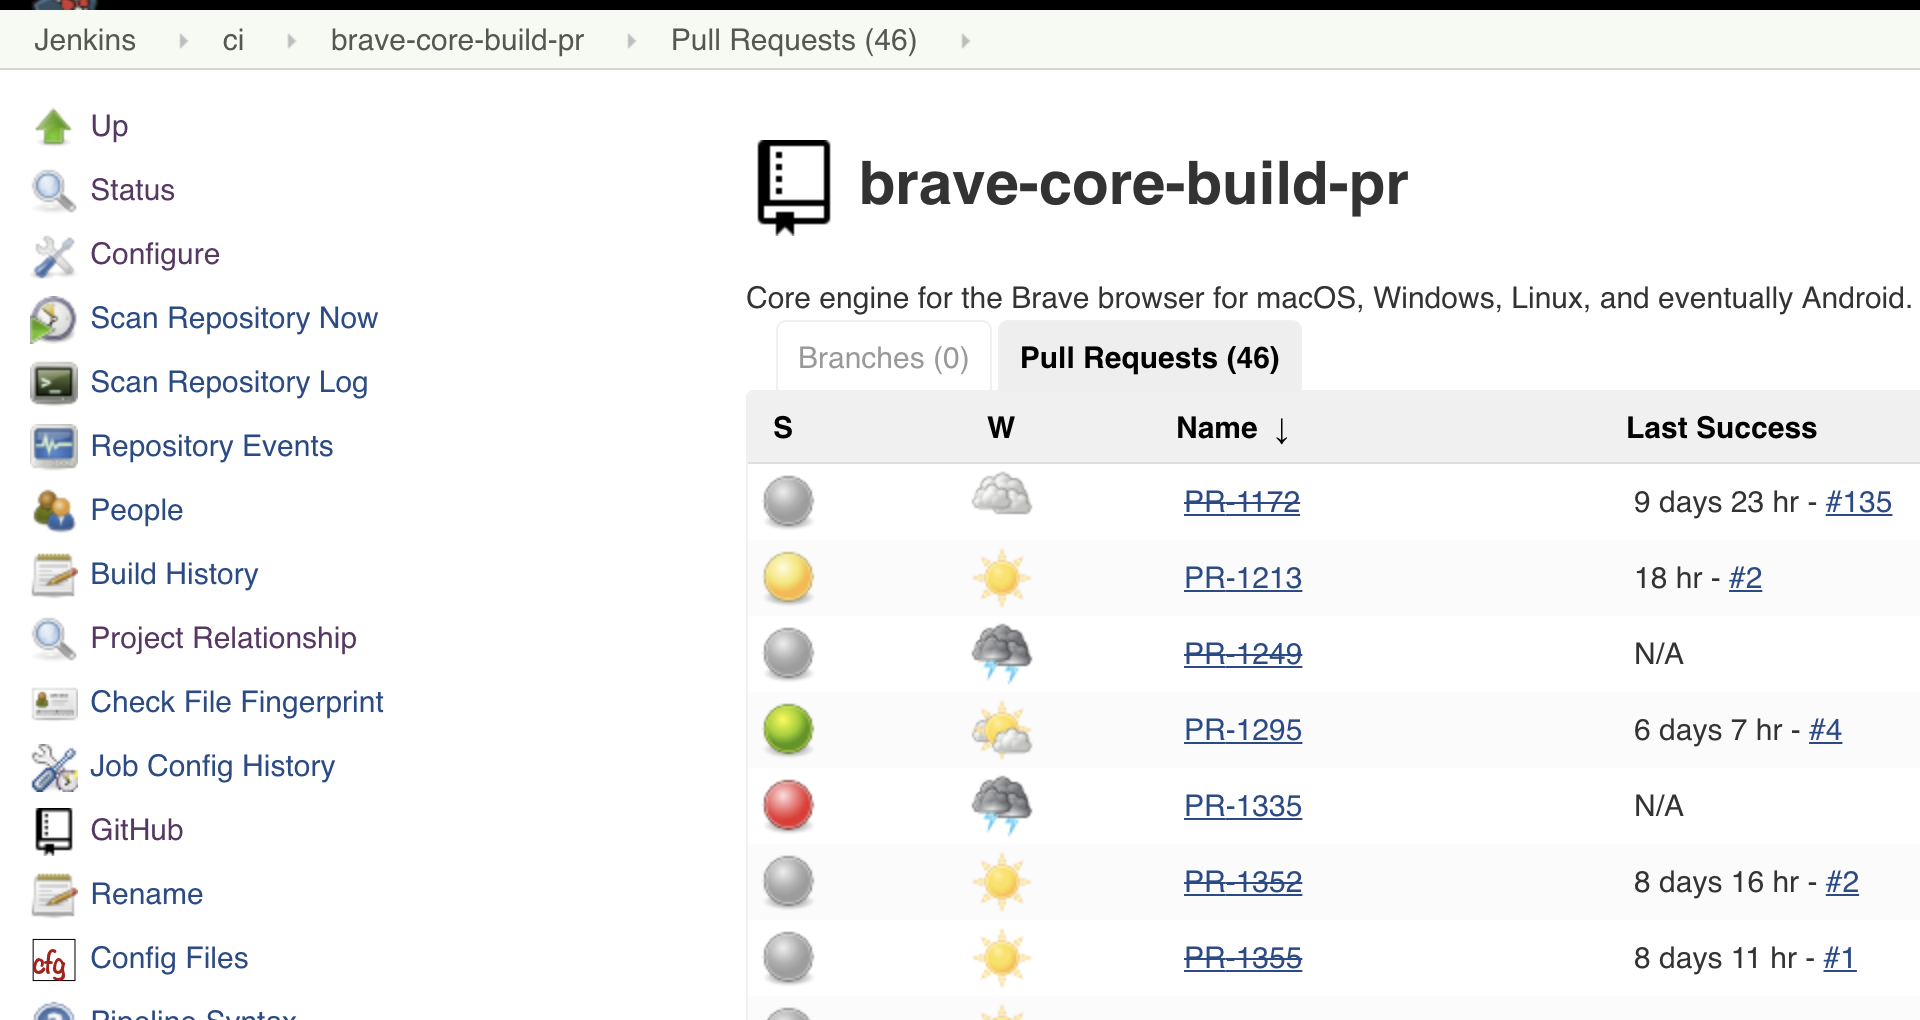 Jenkins ci brave-core-build-pr Pull Requests (46)
Up
Status
Configure
Scan Repository Now
Scan Repository Log
Repository Events
People
Build History
Project Relationship
Check File Fingerprint
Job Config History
GitHub
Rename
cfg Config Files
Pipeline Syntax
brave-core-build-pr
Core engine for the Brave browser for macOS, Windows, Linux, and eventually Android.
Branches (0) Pull Requests (46)
S W Name ↓ Last Success
PR-1172 9 days 23 hr - #135
PR-1213 18 hr - #2
PR-1249 N/A
PR-1295 6 days 7 hr - #4
PR-1335 N/A
PR-1352 8 days 16 hr - #2
PR-1355 8 days 11 hr - #1